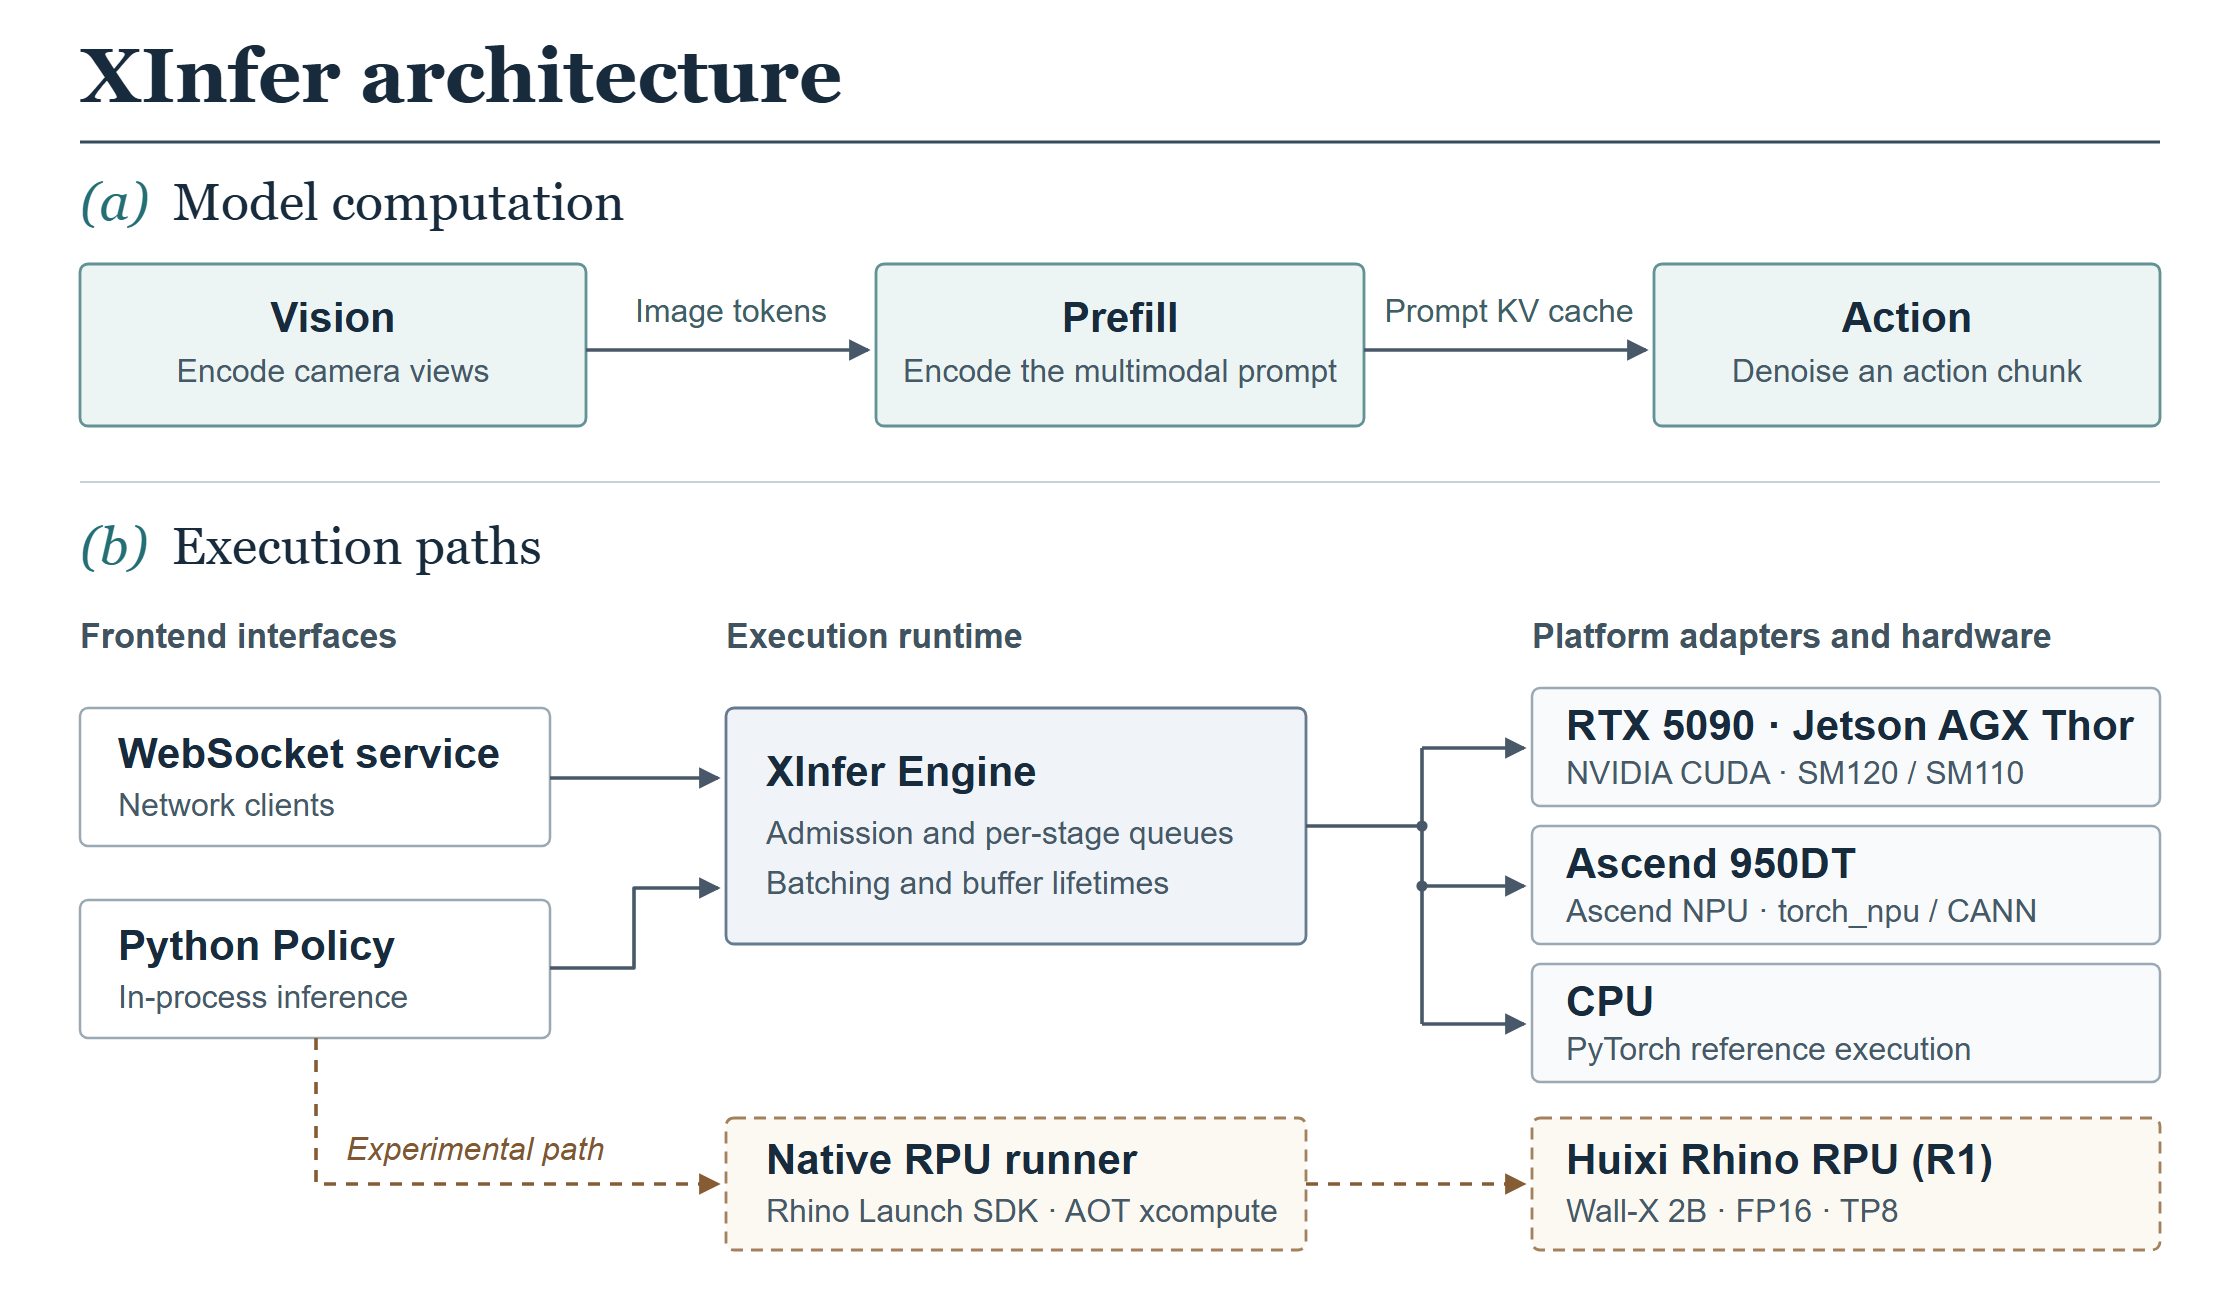 XInfer architecture
(a) Model computation
Vision
Encode camera views
Image tokens
Prefill
Encode the multimodal prompt
Prompt KV cache
Action
Denoise an action chunk
(b) Execution paths
Frontend interfaces
WebSocket service
Network clients
Python Policy
In-process inference
Experimental path
Execution runtime
XInfer Engine
Admission and per-stage queues
Batching and buffer lifetimes
Native RPU runner
Rhino Launch SDK · AOT xcompute
Platform adapters and hardware
RTX 5090 · Jetson AGX Thor
NVIDIA CUDA · SM120 / SM110
Ascend 950DT
Ascend NPU · torch_npu / CANN
CPU
PyTorch reference execution
Huixi Rhino RPU (R1)
Wall-X 2B · FP16 · TP8